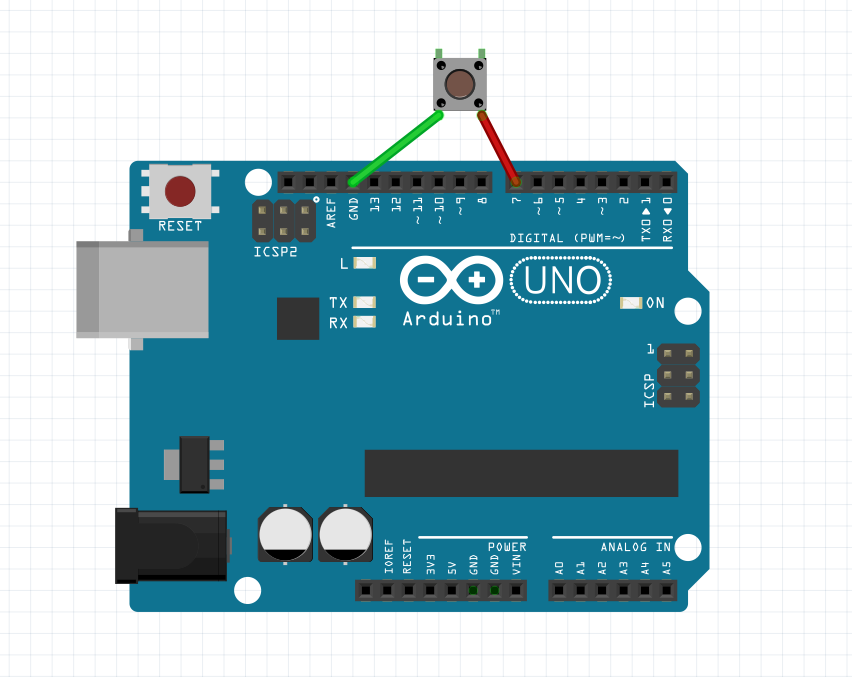 RESET
ICSP2
AREF
GND
13
12
~11
~10
~9
8
7
~6
~5
4
~3
2
TX0▶1
RX0◀0
DIGITAL (PWM=~)
L
TX
RX
Arduino™
UNO
ON
1
ICSP
IOREF
RESET
3V3
5V
GND
GND
VIN
POWER
A0
A1
A2
A3
A4
A5
ANALOG IN